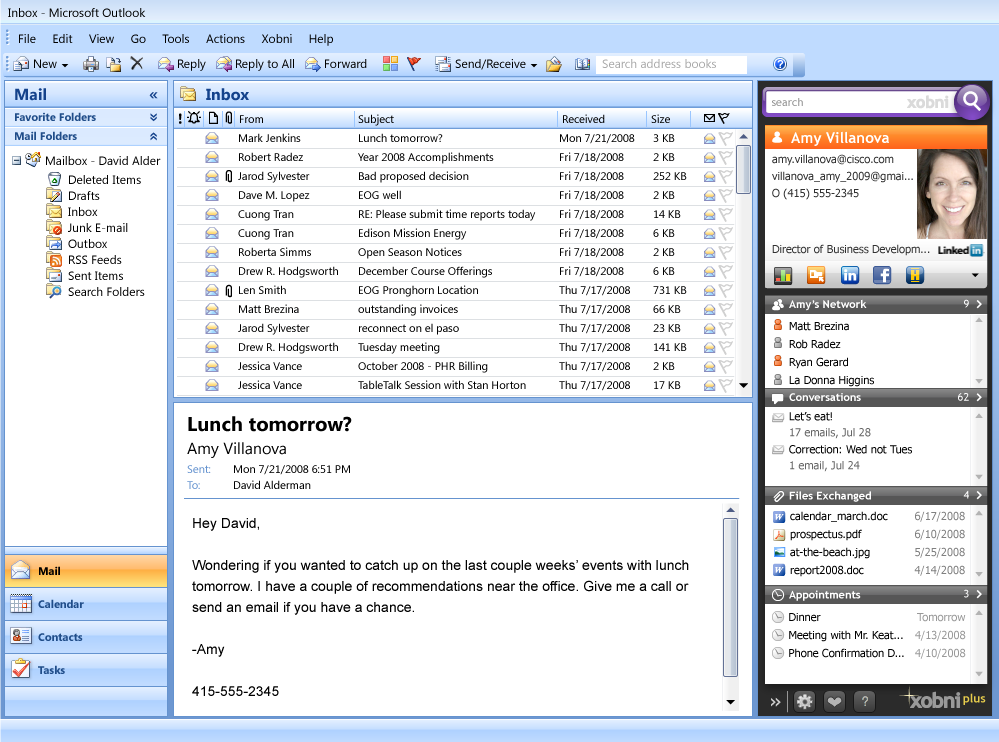 Inbox - Microsoft Outlook
File Edit View Go Tools Actions Xobni Help
New Reply Reply to All Forward Send/Receive Search address books ?
Mail «
Favorite Folders
Mail Folders
Mailbox - David Alder
Deleted Items
Drafts
Inbox
Junk E-mail
Outbox
RSS Feeds
Sent Items
Search Folders
Mail
Calendar
Contacts
Tasks
Inbox
! From Subject Received Size
Mark Jenkins Lunch tomorrow? Mon 7/21/2008 3 KB
Robert Radez Year 2008 Accomplishments Fri 7/18/2008 2 KB
Jarod Sylvester Bad proposed decision Fri 7/18/2008 252 KB
Dave M. Lopez EOG well Fri 7/18/2008 2 KB
Cuong Tran RE: Please submit time reports today Fri 7/18/2008 14 KB
Cuong Tran Edison Mission Energy Fri 7/18/2008 6 KB
Roberta Simms Open Season Notices Fri 7/18/2008 2 KB
Drew R. Hodgsworth December Course Offerings Fri 7/18/2008 6 KB
Len Smith EOG Pronghorn Location Thu 7/17/2008 731 KB
Matt Brezina outstanding invoices Thu 7/17/2008 66 KB
Jarod Sylvester reconnect on el paso Thu 7/17/2008 23 KB
Drew R. Hodgsworth Tuesday meeting Thu 7/17/2008 141 KB
Jessica Vance October 2008 - PHR Billing Thu 7/17/2008 2 KB
Jessica Vance TableTalk Session with Stan Horton Thu 7/17/2008 17 KB
Lunch tomorrow?
Amy Villanova
Sent: Mon 7/21/2008 6:51 PM
To: David Alderman
Hey David,
Wondering if you wanted to catch up on the last couple weeks’ events with lunch
tomorrow. I have a couple of recommendations near the office. Give me a call or
send an email if you have a chance.
-Amy
415-555-2345
search xobni
Amy Villanova
amy.villanova@cisco.com
villanova_amy_2009@gmai...
O (415) 555-2345
Director of Business Developm... Linked in
in f H
Amy's Network 9 >
Matt Brezina
Rob Radez
Ryan Gerard
La Donna Higgins
Conversations 62 >
Let's eat!
17 emails, Jul 28
Correction: Wed not Tues
1 email, Jul 24
Files Exchanged 4 >
calendar_march.doc 6/17/2008
prospectus.pdf 6/10/2008
at-the-beach.jpg 5/25/2008
report2008.doc 4/14/2008
Appointments 3 >
Dinner Tomorrow
Meeting with Mr. Keat... 4/13/2008
Phone Confirmation D... 4/10/2008
» ? xobni plus